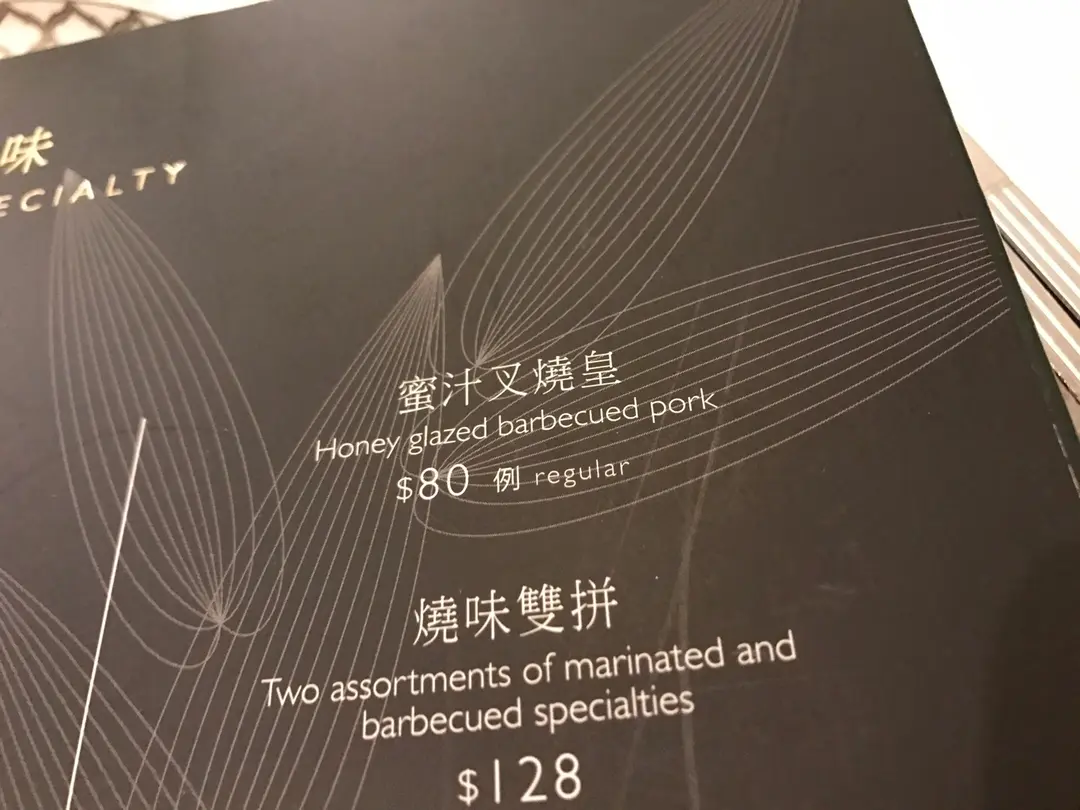 味
ECIALTY
蜜汁叉燒皇
Honey glazed barbecued pork
$80 例 regular
燒味雙拼
Two assortments of marinated and
barbecued specialties
$128